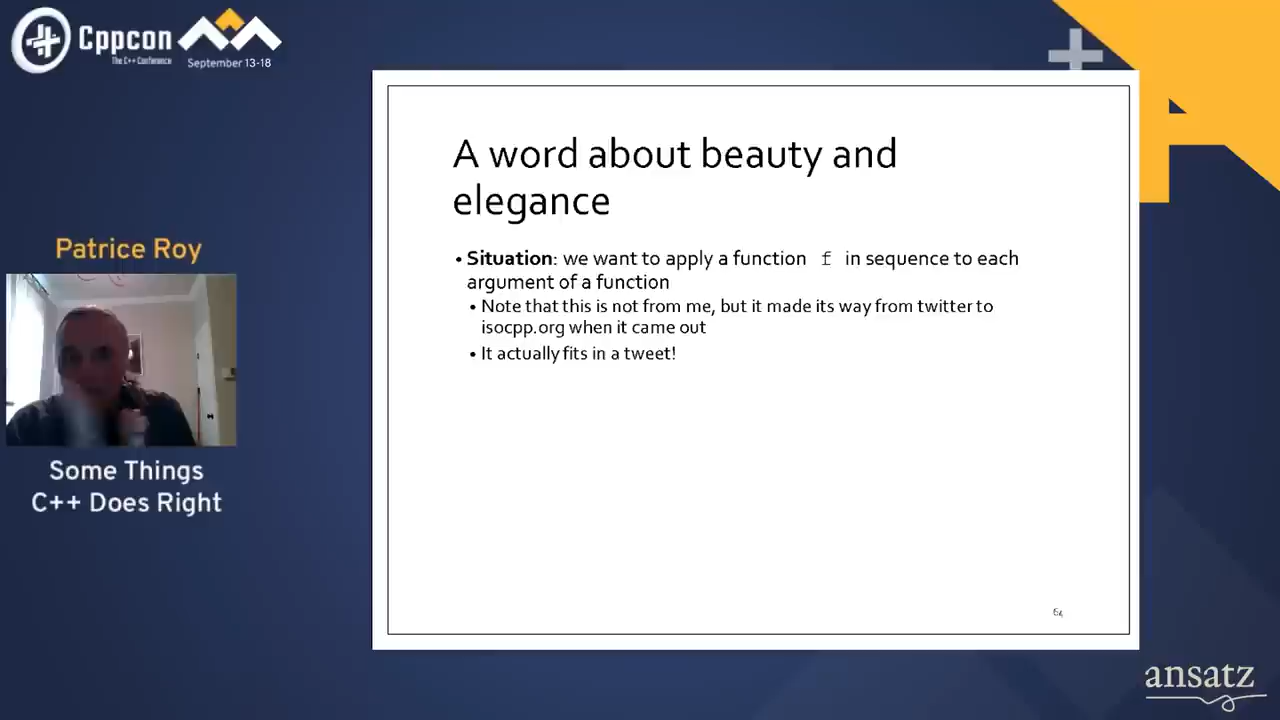 Cppcon
The C++ Conference
September 13-18
A word about beauty and
elegance
Patrice Roy
• Situation: we want to apply a function f in sequence to each
argument of a function
• Note that this is not from me, but it made its way from twitter to
isocpp.org when it came out
• It actually fits in a tweet!
Some Things
C++ Does Right
64
ansatz